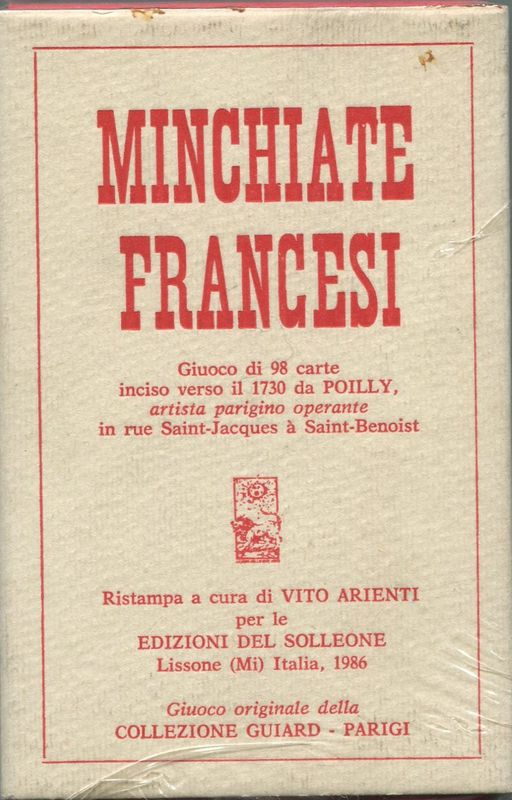 MINCHIATE
FRANCESI
Giuoco di 98 carte
inciso verso il 1730 da POILLY,
artista parigino operante
in rue Saint-Jacques à Saint-Benoist
Ristampa a cura di VITO ARIENTI
per le
EDIZIONI DEL SOLLEONE
Lissone (Mi) Italia, 1986
Giuoco originale della
COLLEZIONE GUIARD - PARIGI